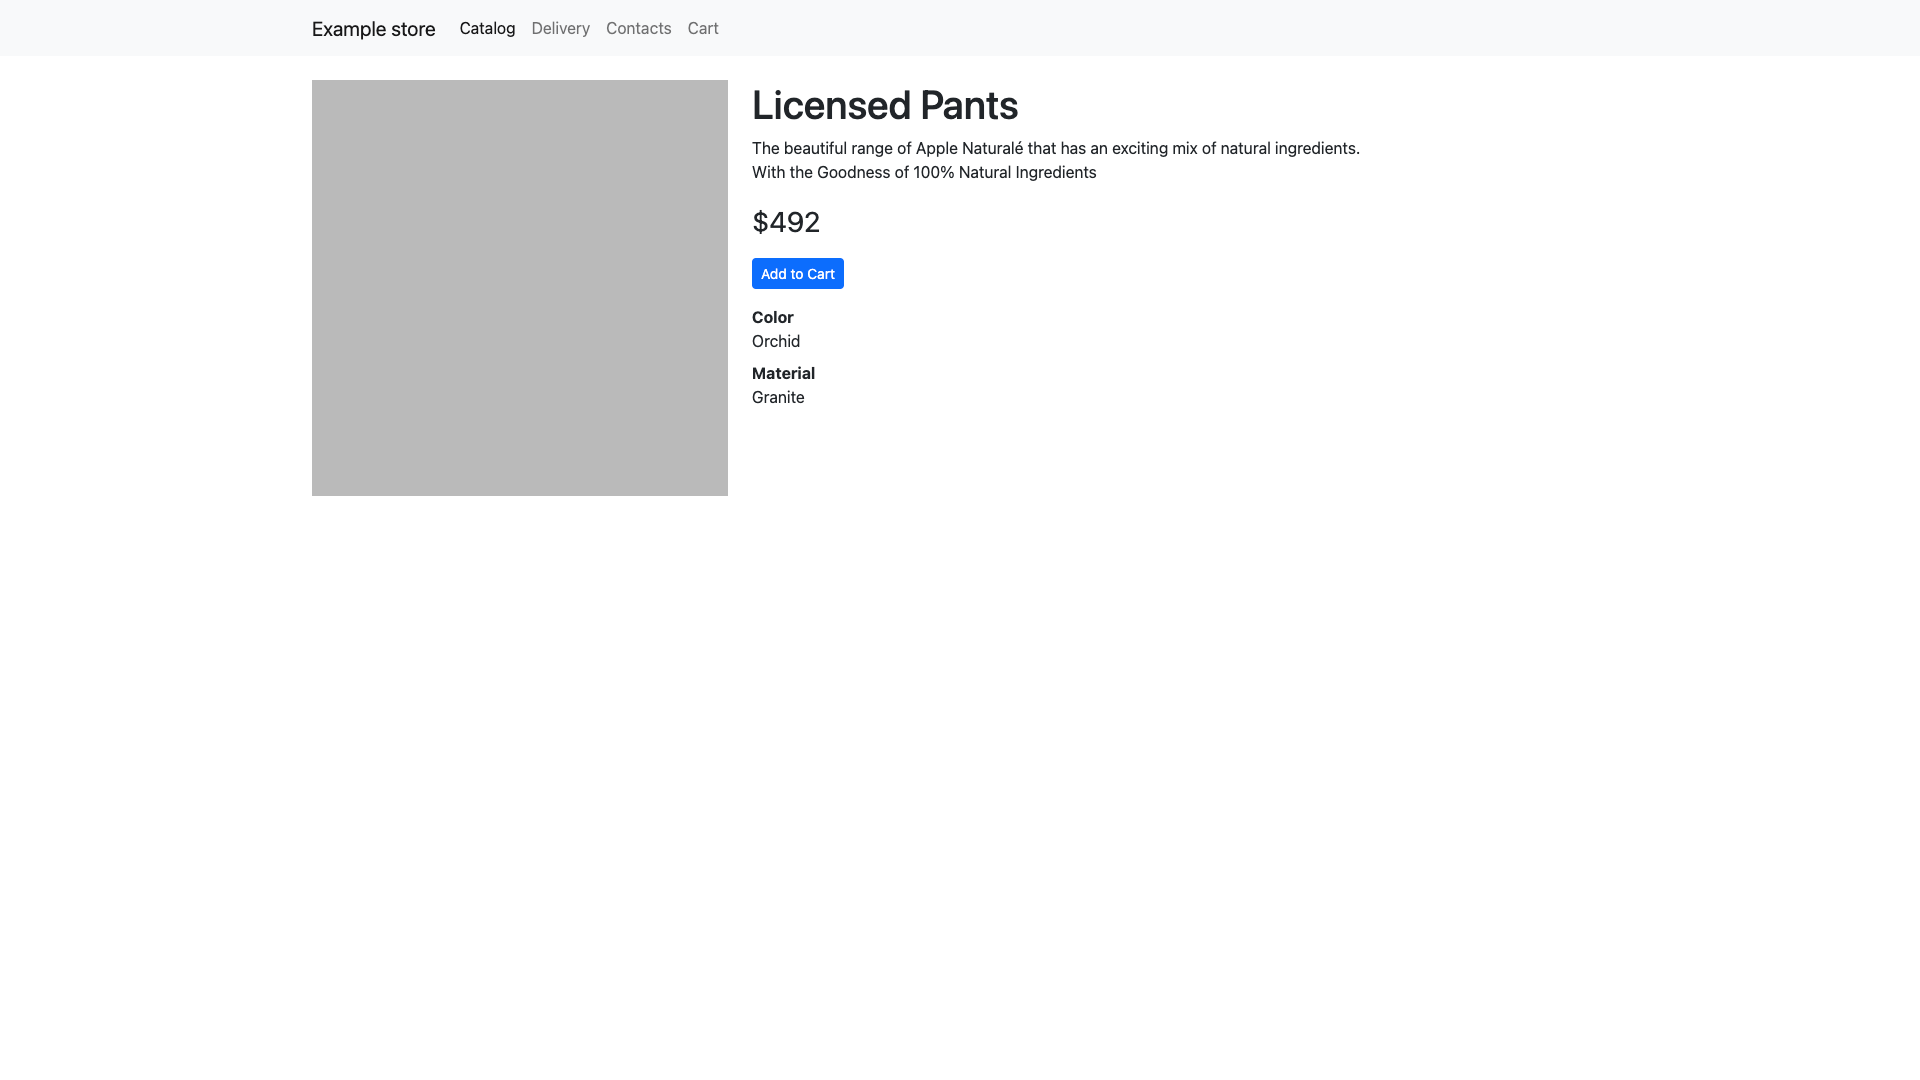 Example store Catalog Delivery Contacts Cart
Licensed Pants
The beautiful range of Apple Naturalé that has an exciting mix of natural ingredients.
With the Goodness of 100% Natural Ingredients
$492
Add to Cart
Color
Orchid
Material
Granite